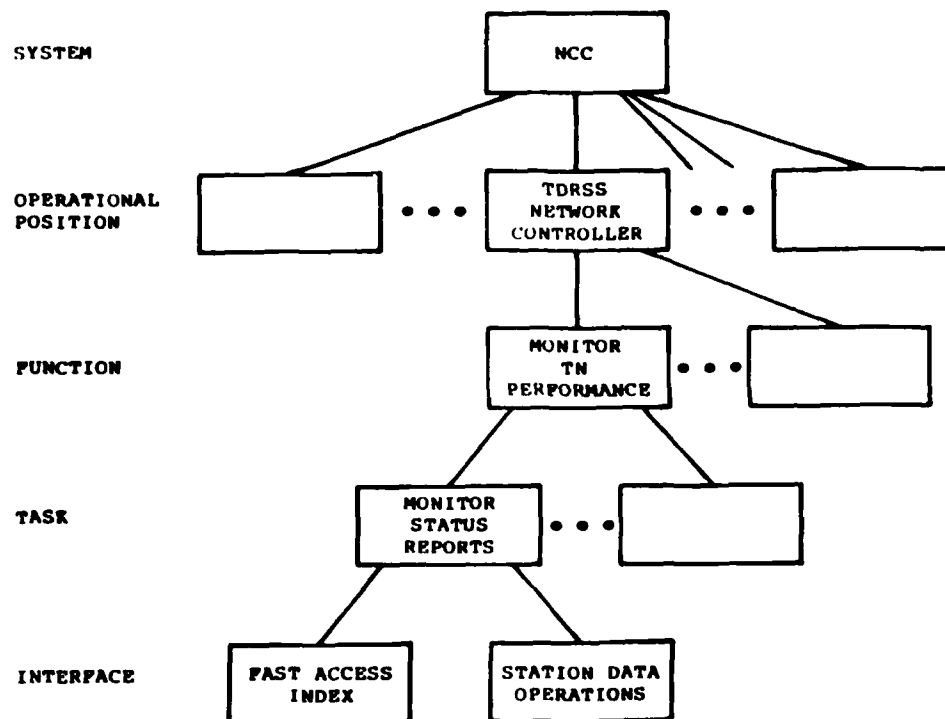 SYSTEM
NCC
OPERATIONAL
POSITION
TDRSS
NETWORK
CONTROLLER
FUNCTION
MONITOR
TN
PERFORMANCE
TASK
MONITOR
STATUS
REPORTS
INTERFACE
FAST ACCESS
INDEX
STATION DATA
OPERATIONS